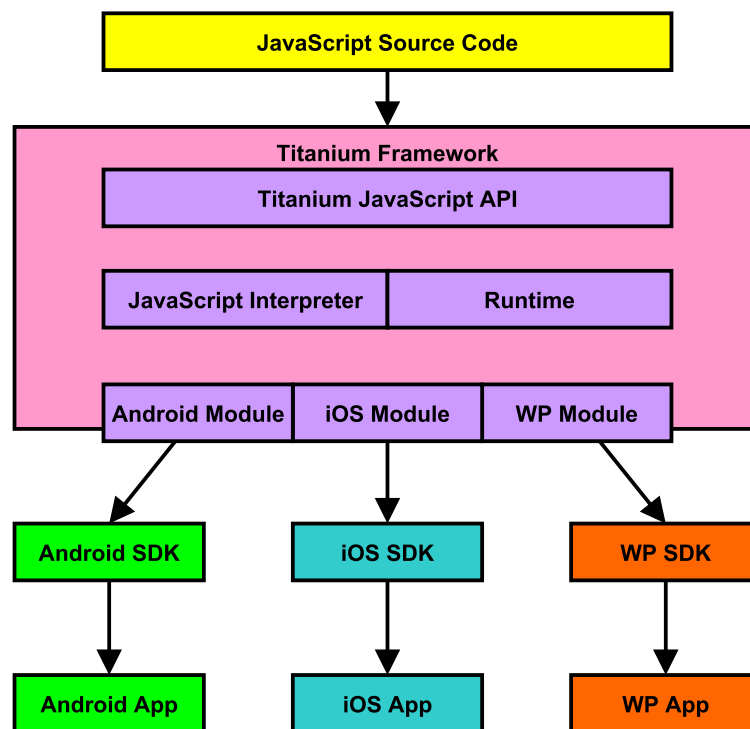 JavaScript Source Code
Titanium Framework
Titanium JavaScript API
JavaScript Interpreter
Runtime
Android Module
iOS Module
WP Module
Android SDK
iOS SDK
WP SDK
Android App
iOS App
WP App